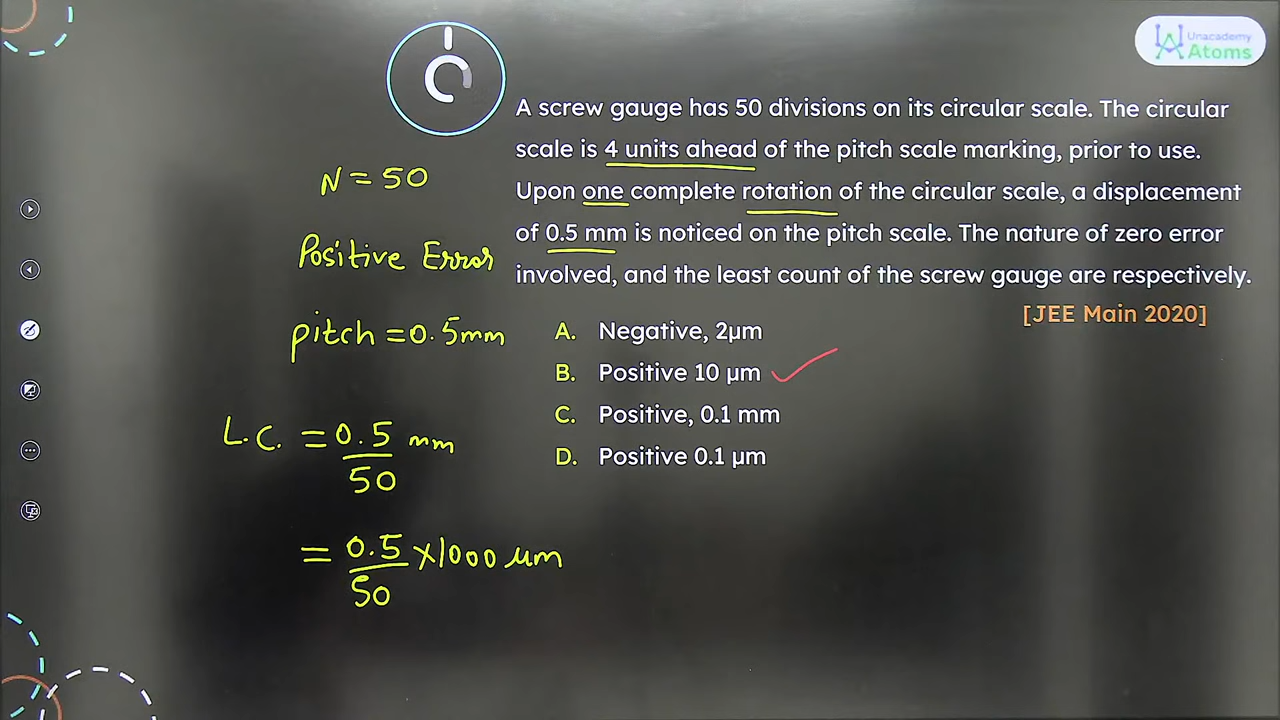 Unacademy
Atoms
A screw gauge has 50 divisions on its circular scale. The circular
scale is 4 units ahead of the pitch scale marking, prior to use.
Upon one complete rotation of the circular scale, a displacement
of 0.5 mm is noticed on the pitch scale. The nature of zero error
involved, and the least count of the screw gauge are respectively.
[JEE Main 2020]
A. Negative, 2μm
B. Positive 10 μm
C. Positive, 0.1 mm
D. Positive 0.1 μm
N = 50
Positive Error
pitch = 0.5mm
L.C. = 0.5/50 mm
= 0.5/50 × 1000 μm